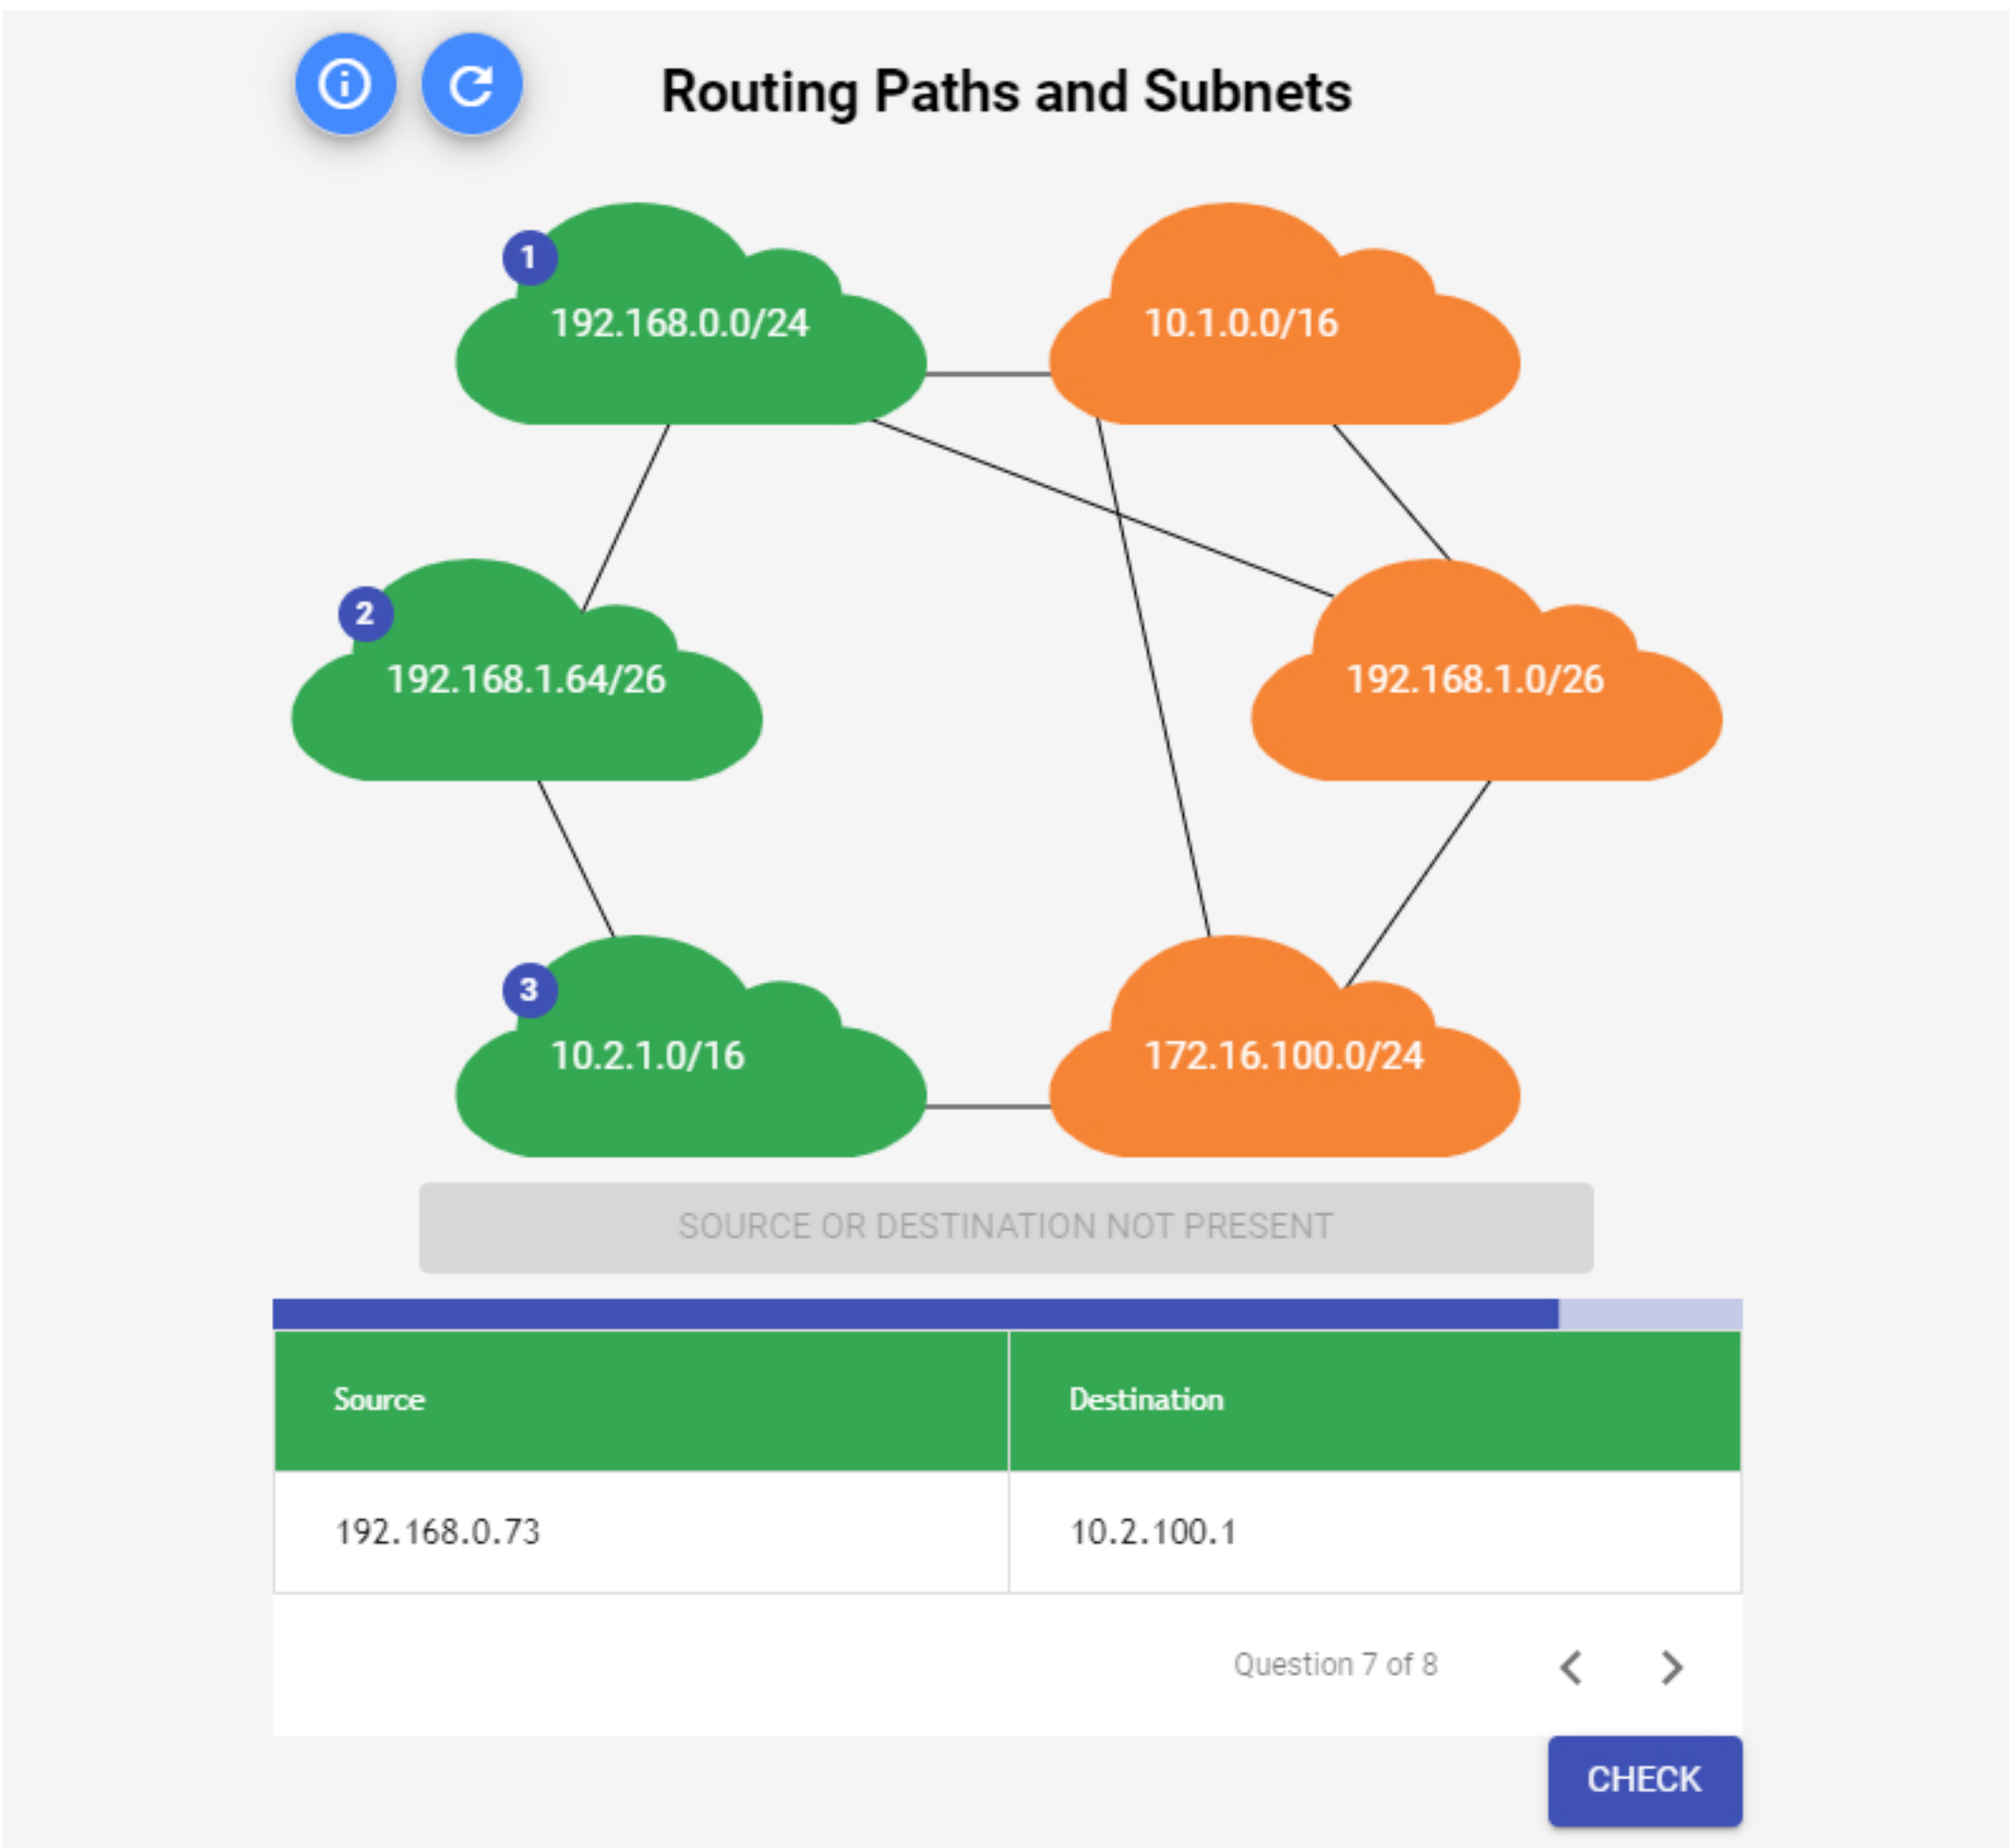 Routing Paths and Subnets
1
192.168.0.0/24
10.1.0.0/16
2
192.168.1.64/26
192.168.1.0/26
3
10.2.1.0/16
172.16.100.0/24
SOURCE OR DESTINATION NOT PRESENT
Source Destination
192.168.0.73 10.2.100.1
Question 7 of 8
CHECK